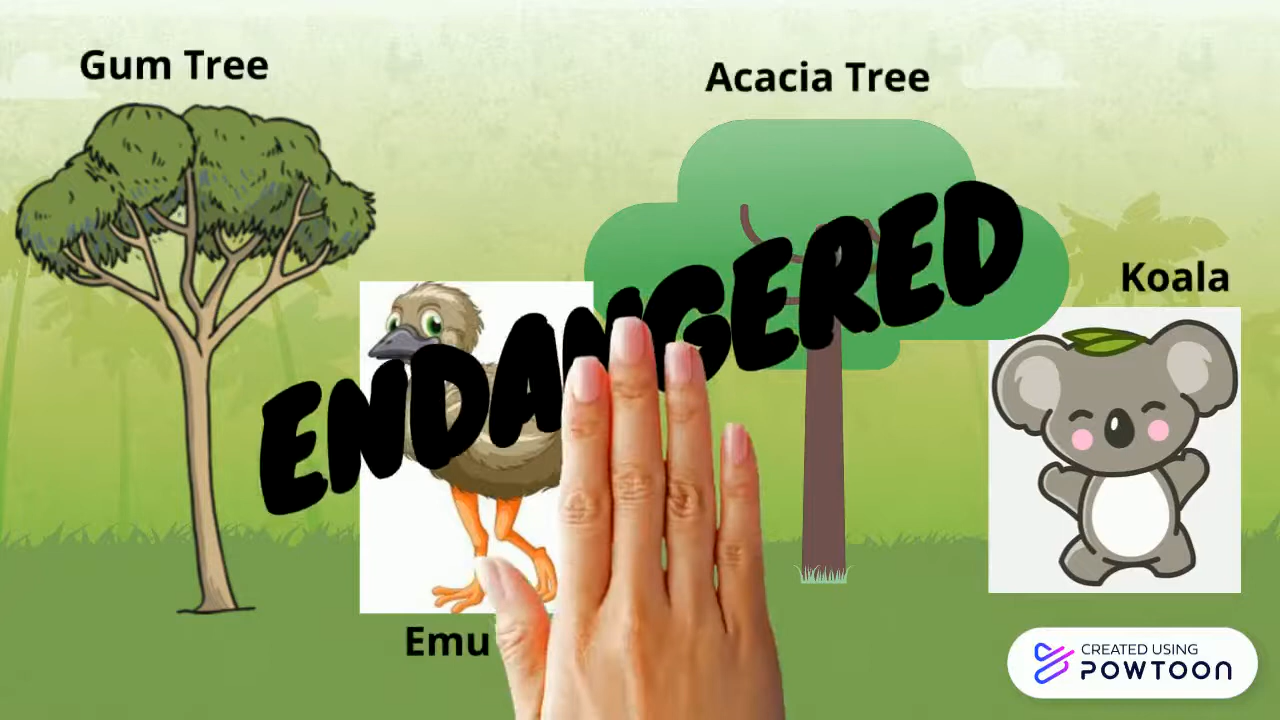 Gum Tree
Acacia Tree
ENDANGERED
Koala
Emu
CREATED USING
POWTOON